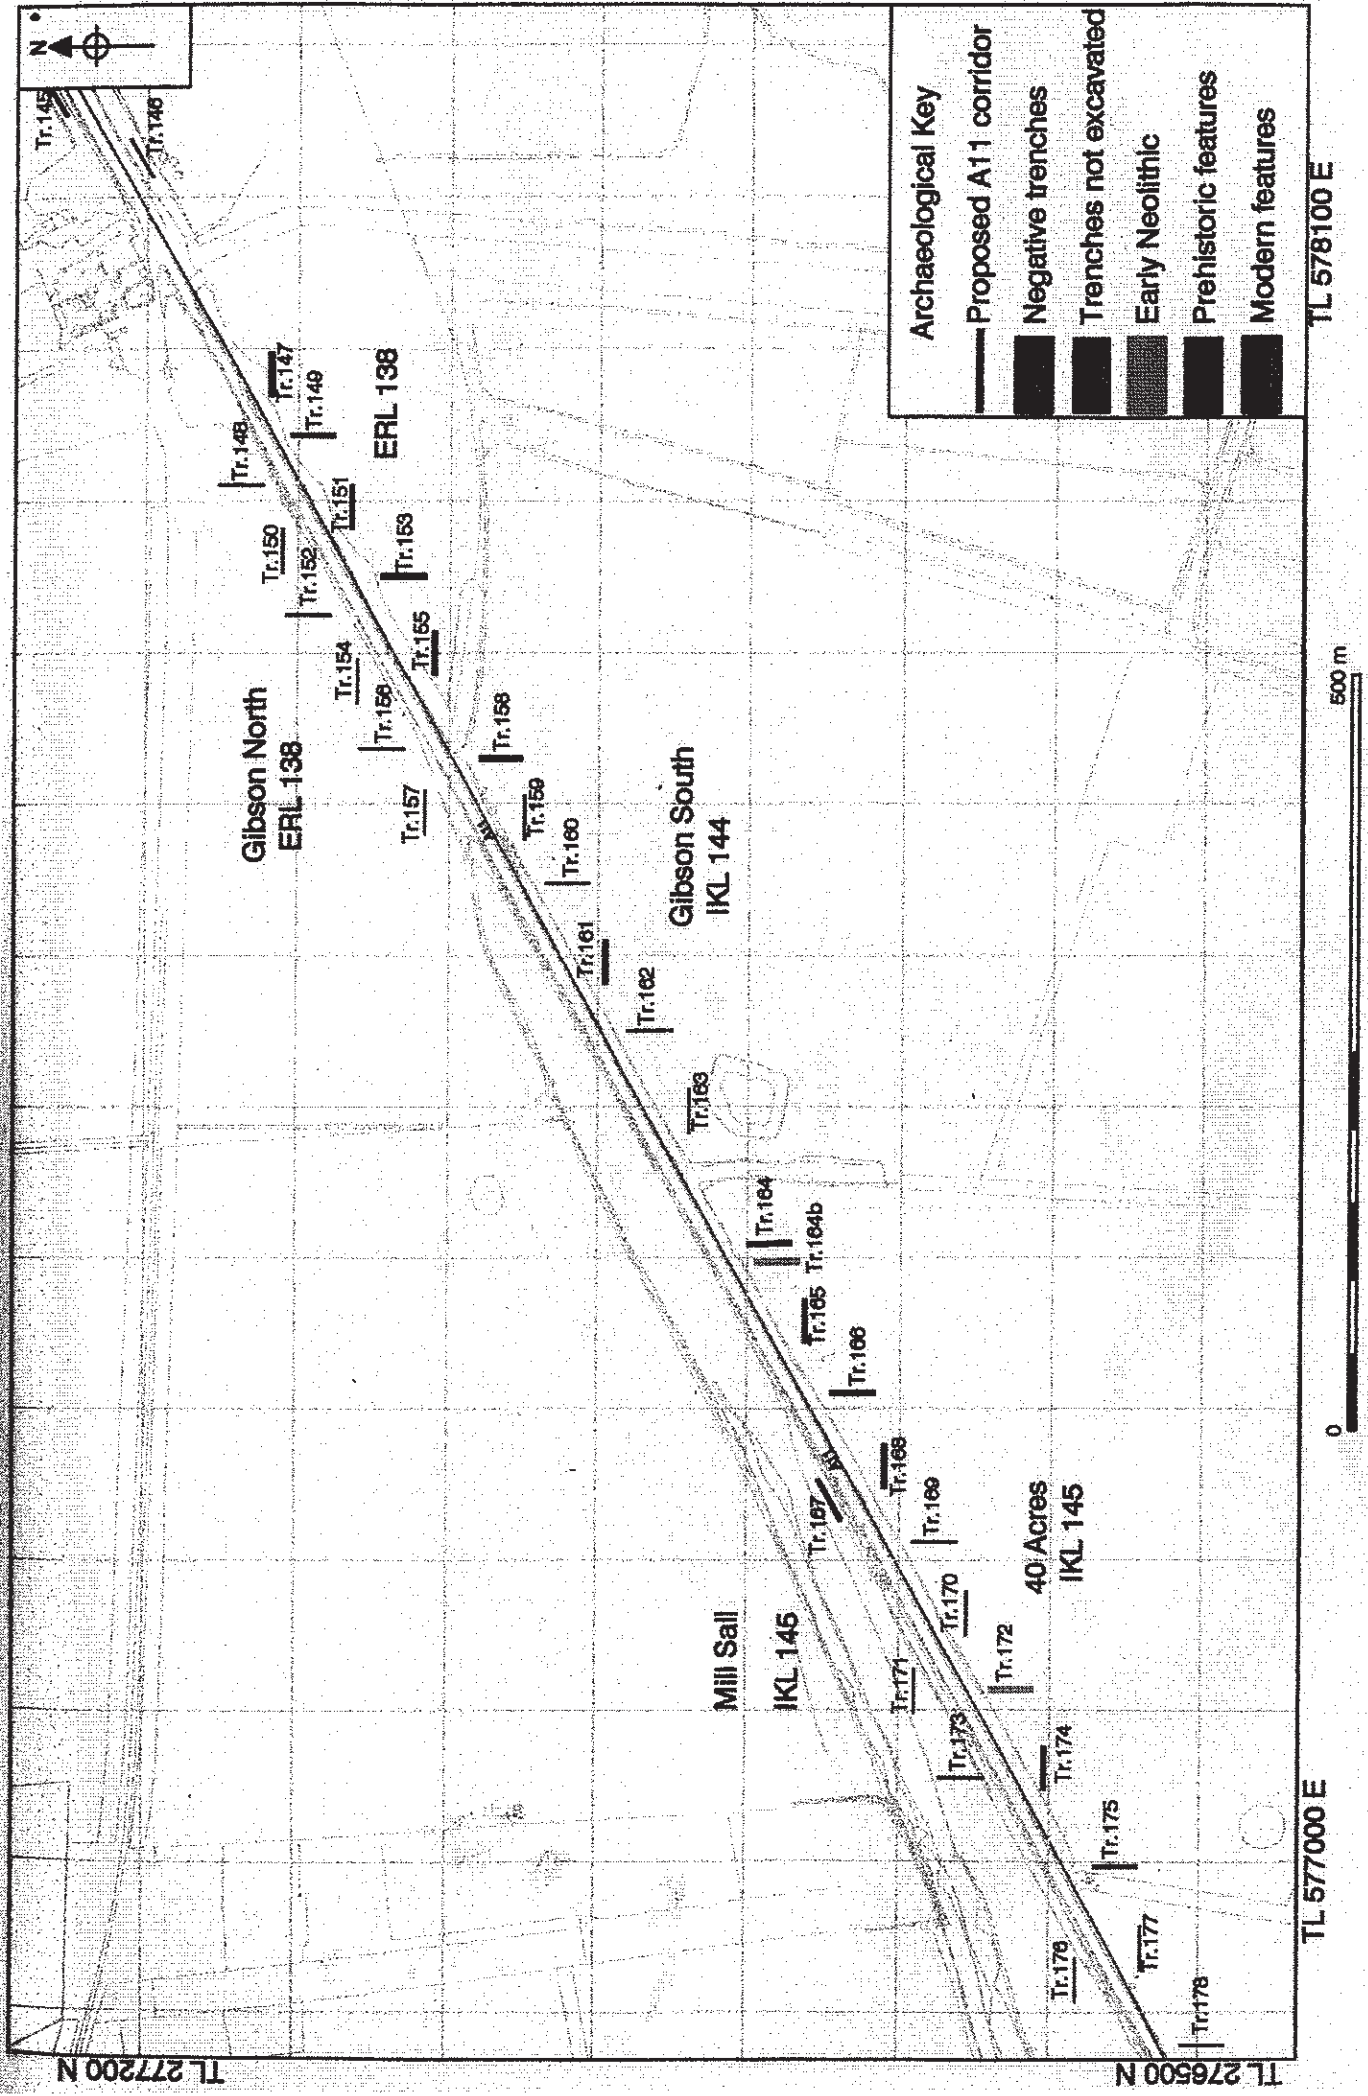 N
Tr.145
Tr.146
Tr.147
Tr.148
Tr.149
ERL 138
Tr.150
Tr.151
Tr.152
Tr.153
Tr.154
Tr.155
Tr.156
Gibson North
ERL 138
Tr.157
Tr.158
Tr.159
Tr.160
Gibson South
IKL 144
Tr.161
Tr.162
Tr.163
Tr.164
Tr.164b
Tr.165
Tr.166
Tr.167
Tr.168
Tr.169
40 Acres
IKL 145
Tr.170
Mill Sall
IKL 145
Tr.171
Tr.172
Tr.173
Tr.174
Tr.175
Tr.176
Tr.177
Tr.178
Archaeological Key
Proposed A11 corridor
Negative trenches
Trenches not excavated
Early Neolithic
Prehistoric features
Modern features
TL 578100 E
TL 577000 E
TL 277200 N
TL 276500 N
0
500 m